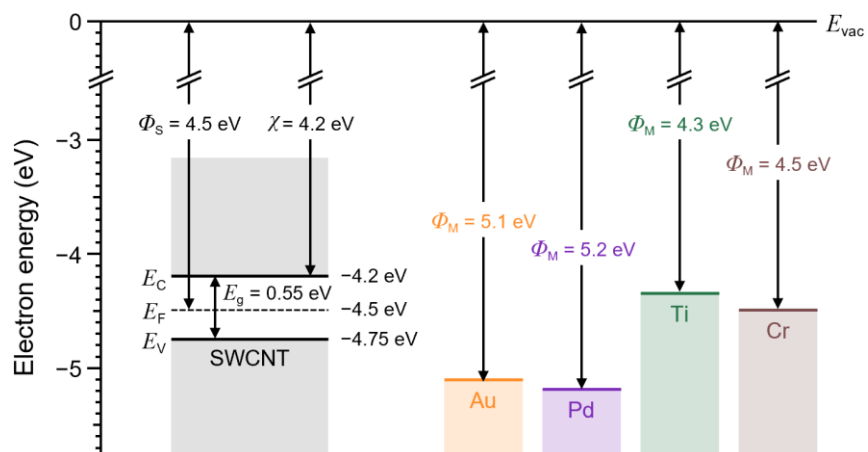 0
E_vac
Φ_S = 4.5 eV
χ = 4.2 eV
Φ_M = 4.3 eV
−3
Φ_M = 4.5 eV
Electron energy (eV)
Φ_M = 5.1 eV
Φ_M = 5.2 eV
−4
E_C
−4.2 eV
E_g = 0.55 eV
E_F
−4.5 eV
Ti
Cr
E_V
−4.75 eV
SWCNT
−5
Au
Pd